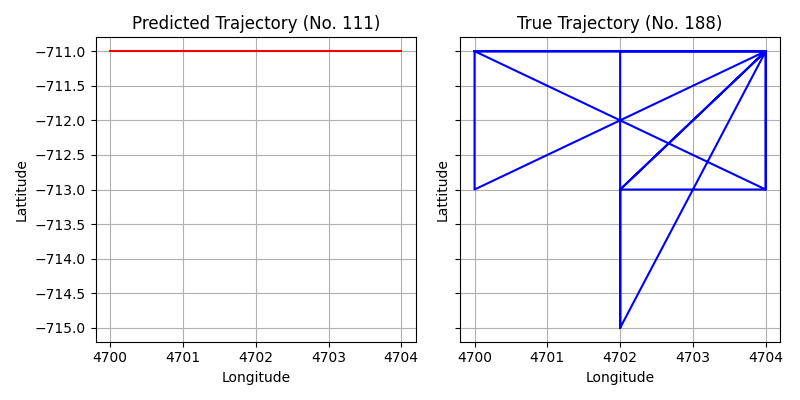 Predicted Trajectory (No. 111)
True Trajectory (No. 188)
Lattitude
−711.0
−711.5
−712.0
−712.5
−713.0
−713.5
−714.0
−714.5
−715.0
4700 4701 4702 4703 4704
Longitude
Lattitude
4700 4701 4702 4703 4704
Longitude